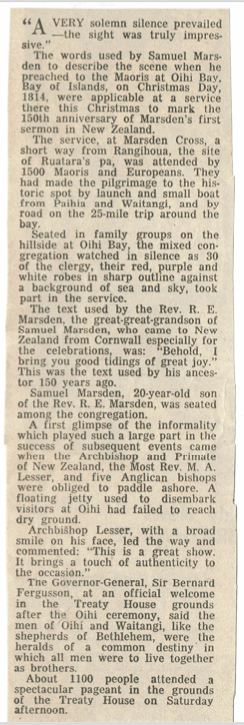 "A VERY solemn silence prevailed
—the sight was truly impres-
sive."
The words used by Samuel Mars-
den to describe the scene when he
preached to the Maoris at Oihi Bay,
Bay of Islands, on Christmas Day,
1814, were applicable at a service
there this Christmas to mark the
150th anniversary of Marsden's first
sermon in New Zealand.
The service, at Marsden Cross, a
short way from Rangihoua, the site
of Ruatara's pa, was attended by
1500 Maoris and Europeans. They
had made the pilgrimage to the his-
toric spot by launch and small boat
from Paihia and Waitangi, and by
road on the 25-mile trip around the
bay.
Seated in family groups on the
hillside at Oihi Bay, the mixed con-
gregation watched in silence as 30
of the clergy, their red, purple and
white robes in sharp outline against
a background of sea and sky, took
part in the service.
The text used by the Rev. R. E.
Marsden, the great-great-grandson of
Samuel Marsden, who came to New
Zealand from Cornwall especially for
the celebrations, was: "Behold, I
bring you good tidings of great joy."
This was the text used by his ances-
tor 150 years ago.
Samuel Marsden, 20-year-old son
of the Rev. R. E. Marsden, was seated
among the congregation.
A first glimpse of the informality
which played such a large part in the
success of subsequent events came
when the Archbishop and Primate
of New Zealand, the Most Rev. M. A.
Lesser, and five Anglican bishops
were obliged to paddle ashore. A
floating jetty used to disembark
visitors at Oihi had failed to reach
dry ground.
Archbishop Lesser, with a broad
smile on his face, led the way and
commented: "This is a great show.
It brings a touch of authenticity to
the occasion."
The Governor-General, Sir Bernard
Fergusson, at an official welcome
in the Treaty House grounds
after the Oihi ceremony, said the
men of Oihi and Waitangi, like the
shepherds of Bethlehem, were the
heralds of a common destiny in
which all men were to live together
as brothers.
About 1100 people attended a
spectacular pageant in the grounds
of the Treaty House on Saturday
afternoon.